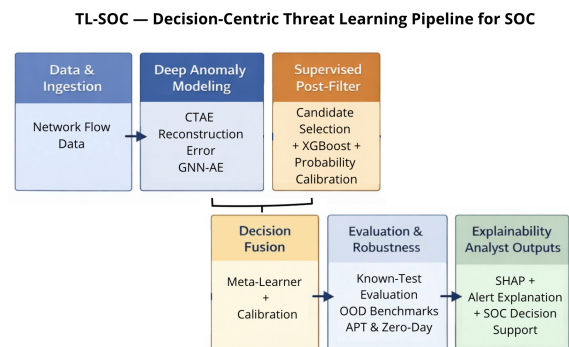 TL-SOC — Decision-Centric Threat Learning Pipeline for SOC
Data &
Ingestion
Network Flow
Data
Deep Anomaly
Modeling
CTAE
Reconstruction
Error
GNN-AE
Supervised
Post-Filter
Candidate
Selection
+ XGBoost +
Probability
Calibration
Decision
Fusion
Meta-Learner
+
Calibration
Evaluation &
Robustness
Known-Test
Evaluation
OOD Benchmarks
APT & Zero-Day
Explainability
Analyst Outputs
SHAP +
Alert Explanation
+ SOC Decision
Support